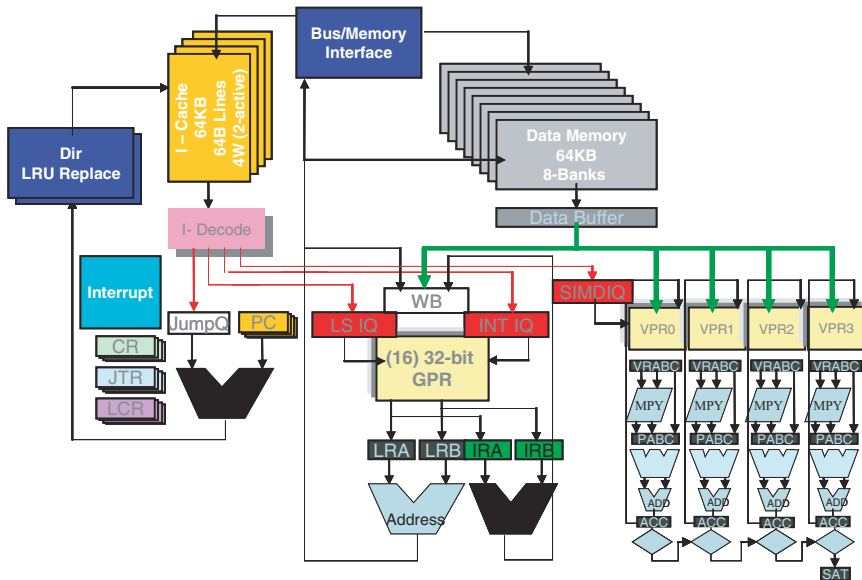 Bus/Memory
Interface
I – Cache
64KB
64B Lines
4W (2-active)
Dir
LRU Replace
Data Memory
64KB
8-Banks
Data Buffer
I- Decode
Interrupt
SIMDIQ
WB
JumpQ
PC
LS IQ
INT IQ
VPR0
VPR1
VPR2
VPR3
CR
JTR
LCR
(16) 32-bit
GPR
VRABC
VRABC
VRABC
VRABC
MPY
MPY
MPY
MPY
LRA
LRB
IRA
IRB
PABC
PABC
PABC
PABC
Address
ADD
ADD
ADD
ADD
ACC
ACC
ACC
ACC
SAT